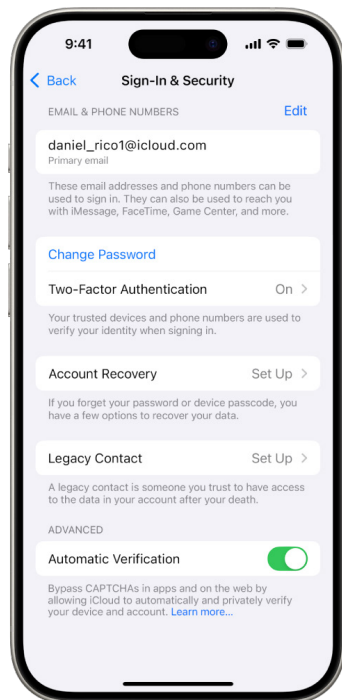 9:41
Back Sign-In & Security
EMAIL & PHONE NUMBERS Edit
daniel_rico1@icloud.com
Primary email
These email addresses and phone numbers can be
used to sign in. They can also be used to reach you
with iMessage, FaceTime, Game Center, and more.
Change Password
Two-Factor Authentication On
Your trusted devices and phone numbers are used to
verify your identity when signing in.
Account Recovery Set Up
If you forget your password or device passcode, you
have a few options to recover your data.
Legacy Contact Set Up
A legacy contact is someone you trust to have access
to the data in your account after your death.
ADVANCED
Automatic Verification
Bypass CAPTCHAs in apps and on the web by
allowing iCloud to automatically and privately verify
your device and account. Learn more...